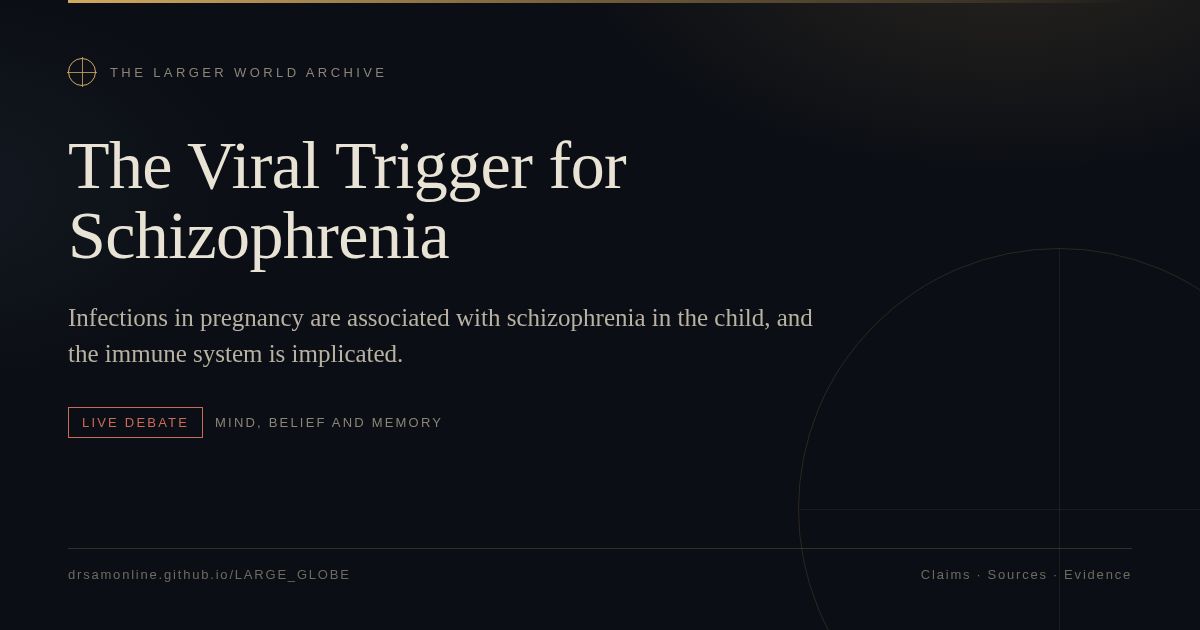 THE LARGER WORLD ARCHIVE
The Viral Trigger for
Schizophrenia
Infections in pregnancy are associated with schizophrenia in the child, and
the immune system is implicated.
LIVE DEBATE MIND, BELIEF AND MEMORY
drsamonline.github.io/LARGE_GLOBE
Claims · Sources · Evidence